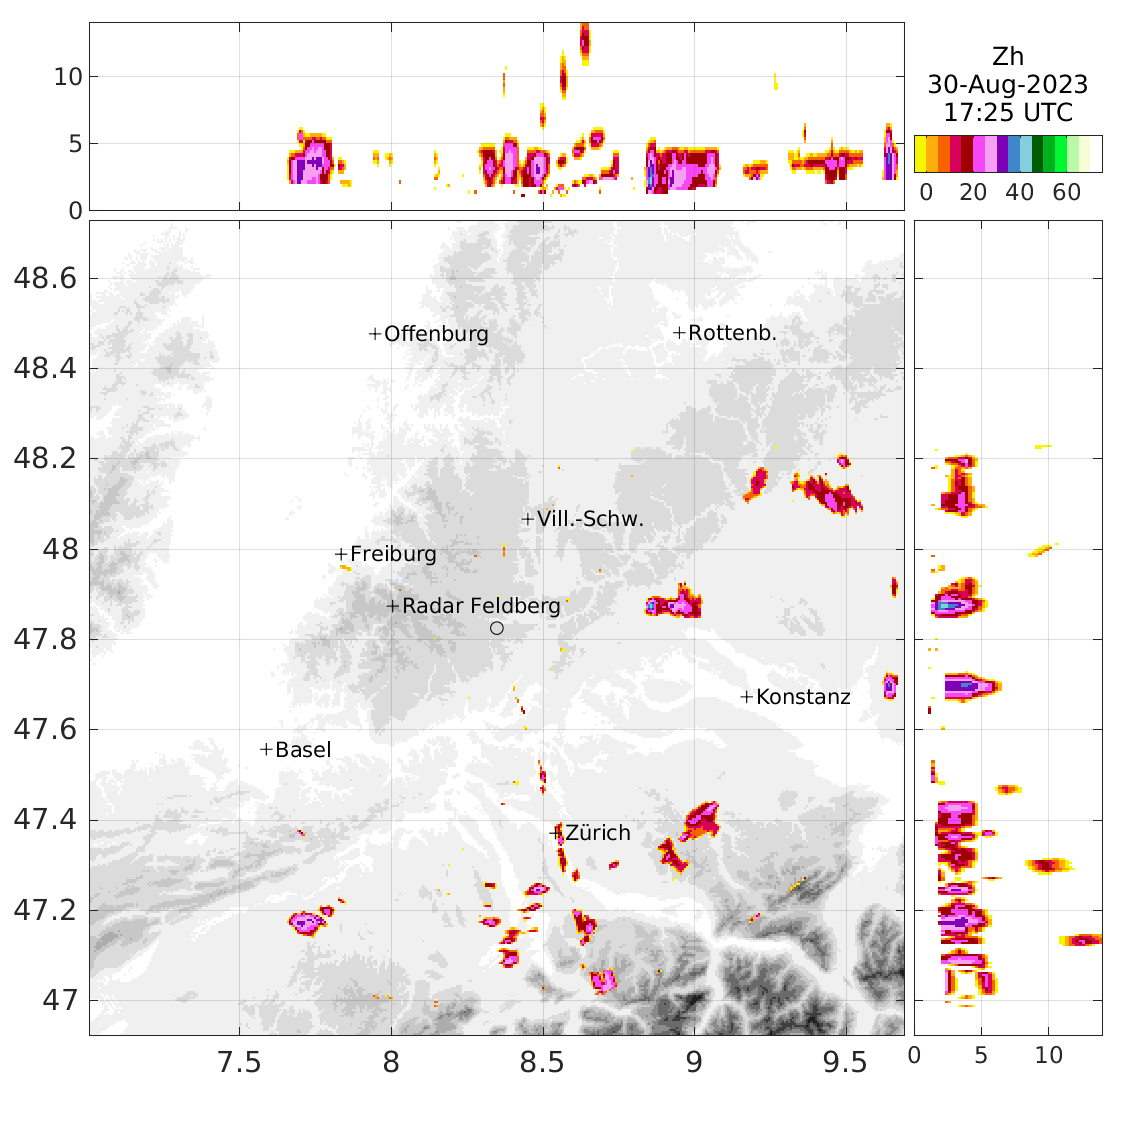 10
5
0
Zh
30-Aug-2023
17:25 UTC
0 20 40 60
48.6
48.4
48.2
48
47.8
47.6
47.4
47.2
47
Offenburg
Rottenb.
Vill.-Schw.
Freiburg
Radar Feldberg
Konstanz
Basel
Zürich
7.5 8 8.5 9 9.5
0 5 10